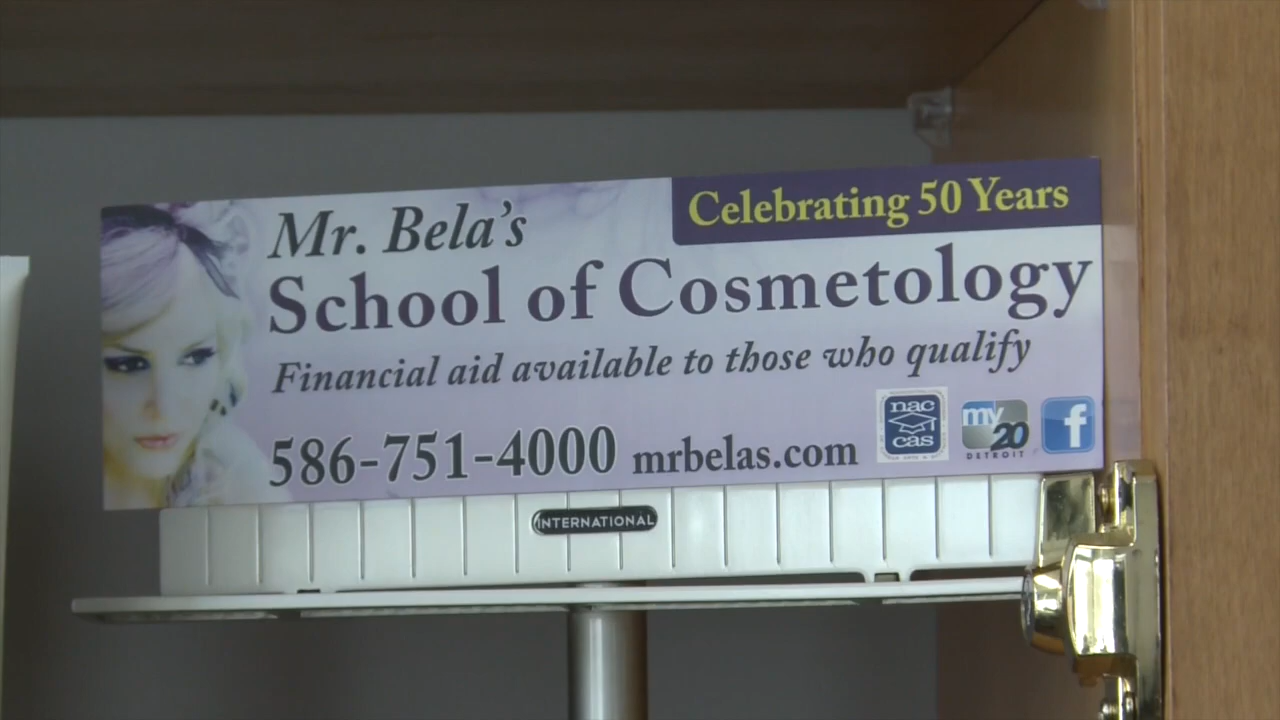 Celebrating 50 Years
Mr. Bela's
School of Cosmetology
Financial aid available to those who qualify
586-751-4000 mrbelas.com
nac
cas
my
20
DETROIT
f
INTERNATIONAL